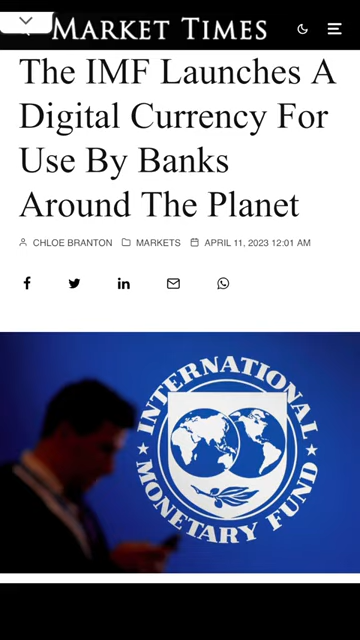 MARKET TIMES
The IMF Launches A
Digital Currency For
Use By Banks
Around The Planet
CHLOE BRANTON MARKETS APRIL 11, 2023 12:01 AM
INTERNATIONAL
MONETARY FUND